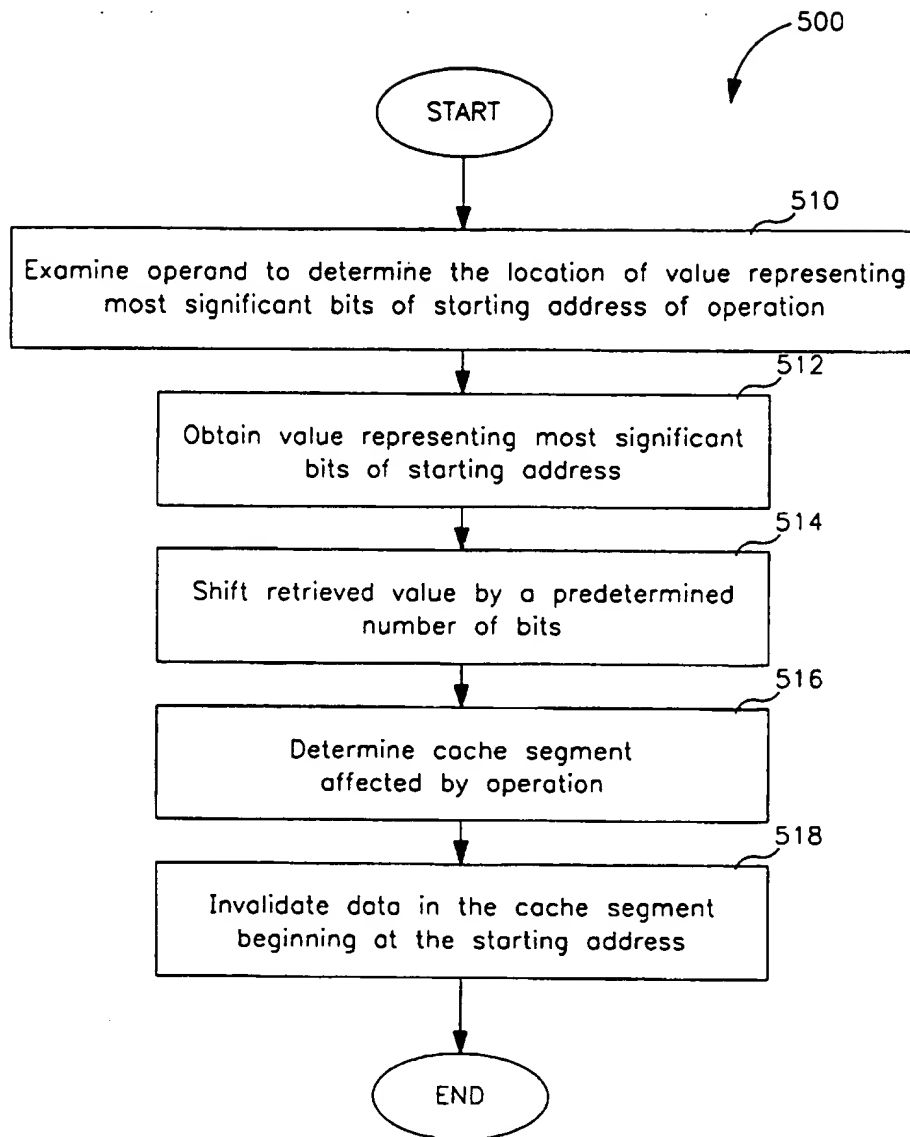 500
START
510
Examine operand to determine the location of value representing
most significant bits of starting address of operation
512
Obtain value representing most significant
bits of starting address
514
Shift retrieved value by a predetermined
number of bits
516
Determine cache segment
affected by operation
518
Invalidate data in the cache segment
beginning at the starting address
END